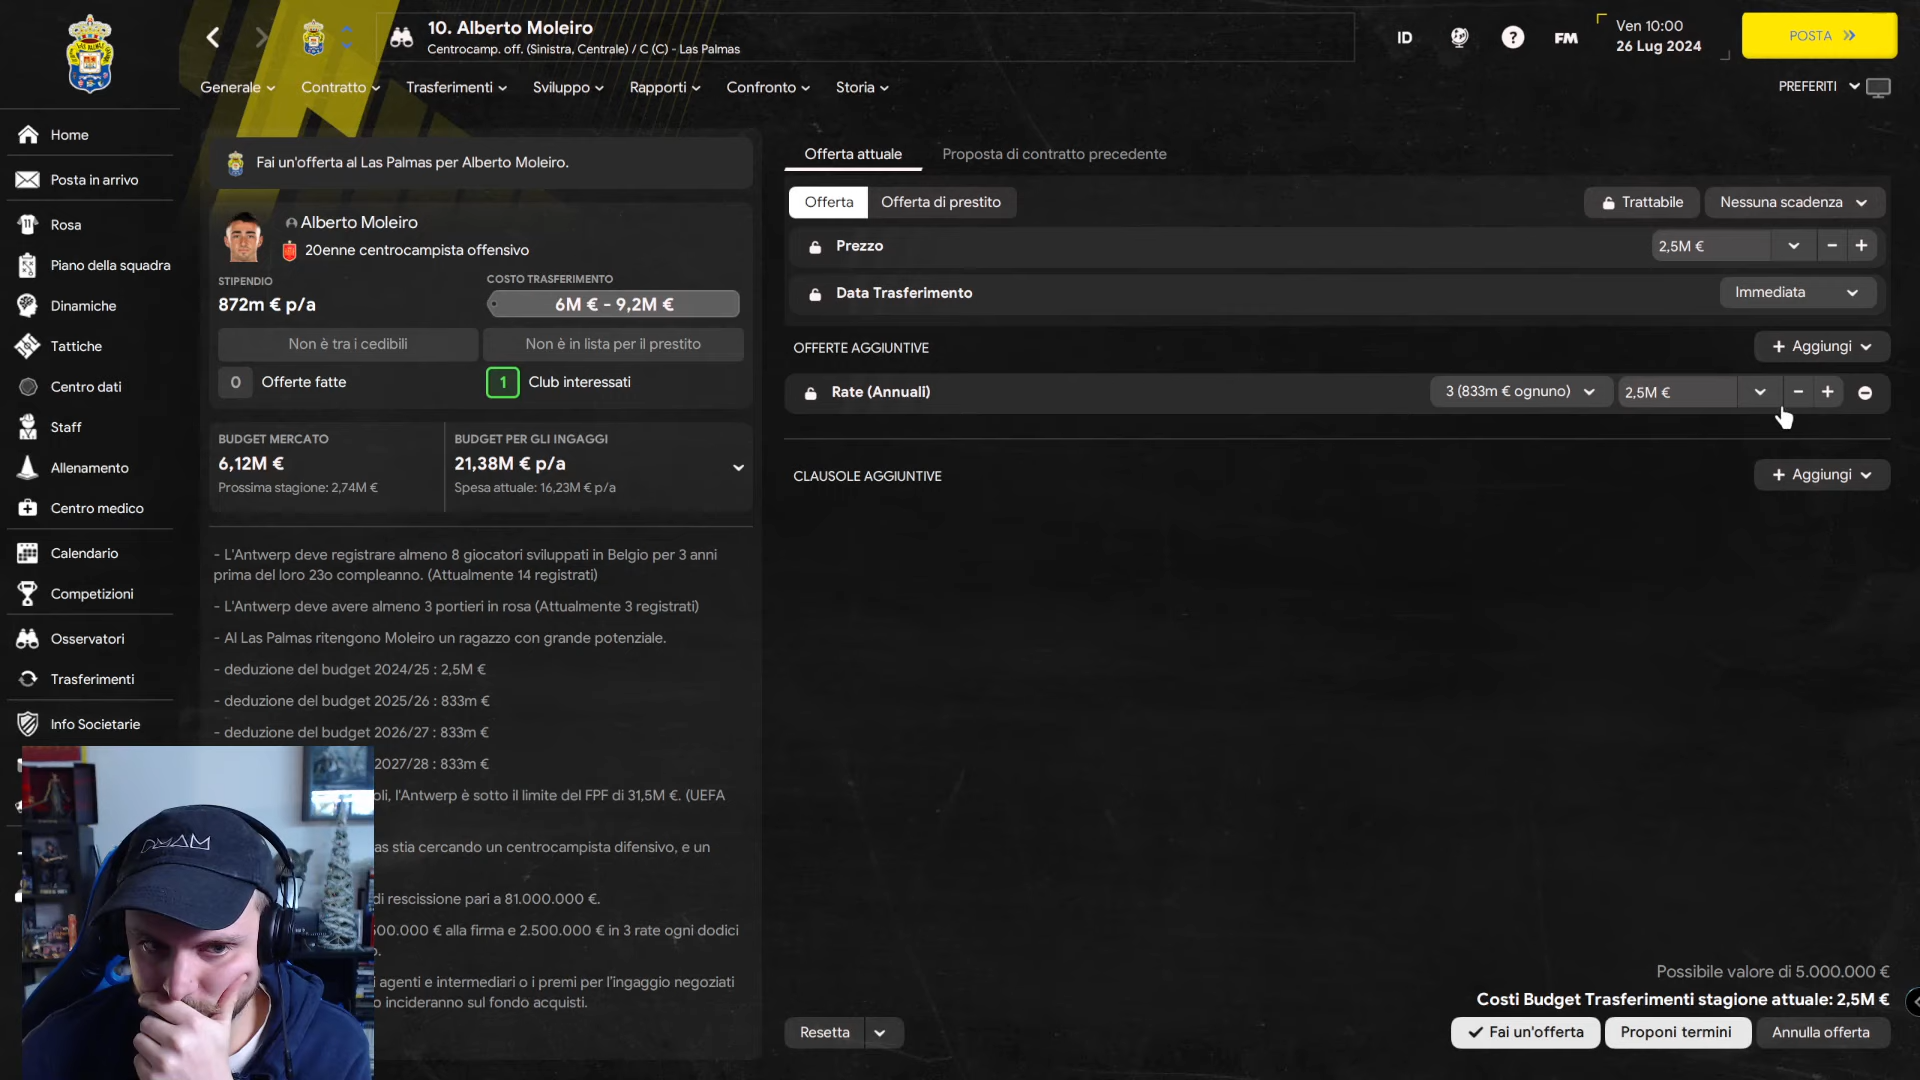 10. Alberto Moleiro
Centrocamp. off. (Sinistra, Centrale) / C (C) - Las Palmas
ID
?
FM
Ven 10:00
26 Lug 2024
POSTA
Generale
Contratto
Trasferimenti
Sviluppo
Rapporti
Confronto
Storia
PREFERITI
Home
Posta in arrivo
Rosa
Piano della squadra
Dinamiche
Tattiche
Centro dati
Staff
Allenamento
Centro medico
Calendario
Competizioni
Osservatori
Trasferimenti
Info Societarie
Fai un'offerta al Las Palmas per Alberto Moleiro.
Alberto Moleiro
20enne centrocampista offensivo
STIPENDIO
872m € p/a
COSTO TRASFERIMENTO
6M € - 9,2M €
Non è tra i cedibili
Non è in lista per il prestito
0 Offerte fatte
1 Club interessati
BUDGET MERCATO
6,12M €
Prossima stagione: 2,74M €
BUDGET PER GLI INGAGGI
21,38M € p/a
Spesa attuale: 16,23M € p/a
- L'Antwerp deve registrare almeno 8 giocatori sviluppati in Belgio per 3 anni
prima del loro 23o compleanno. (Attualmente 14 registrati)
- L'Antwerp deve avere almeno 3 portieri in rosa (Attualmente 3 registrati)
- Al Las Palmas ritengono Moleiro un ragazzo con grande potenziale.
- deduzione del budget 2024/25 : 2,5M €
- deduzione del budget 2025/26 : 833m €
- deduzione del budget 2026/27 : 833m €
2027/28 : 833m €
oli, l'Antwerp è sotto il limite del FPF di 31,5M €. (UEFA
as stia cercando un centrocampista difensivo, e un
di rescissione pari a 81.000.000 €.
500.000 € alla firma e 2.500.000 € in 3 rate ogni dodici
o.
i agenti e intermediari o i premi per l'ingaggio negoziati
o incideranno sul fondo acquisti.
Offerta attuale
Proposta di contratto precedente
Offerta
Offerta di prestito
Trattabile
Nessuna scadenza
Prezzo
2,5M €
Data Trasferimento
Immediata
OFFERTE AGGIUNTIVE
Aggiungi
Rate (Annuali)
3 (833m € ognuno)
2,5M €
CLAUSOLE AGGIUNTIVE
Aggiungi
Possibile valore di 5.000.000 €
Costi Budget Trasferimenti stagione attuale: 2,5M €
Resetta
Fai un'offerta
Proponi termini
Annulla offerta